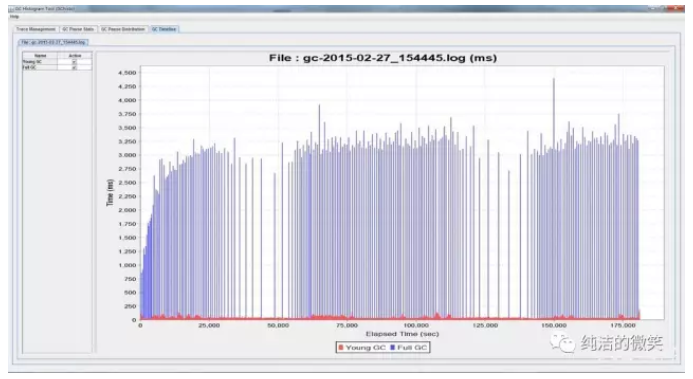 GC Histogram Tool
Help
Trace Management GC Pause Stats GC Pause Distribution GC Timeline
File : gc-2015-02-27_154445.log
Name Active
Young GC
Full GC
File : gc-2015-02-27_154445.log (ms)
4,500
4,250
4,000
3,750
3,500
3,250
3,000
2,750
2,500
2,250
2,000
1,750
1,500
1,250
1,000
750
500
250
0
Time (ms)
0 25,000 50,000 75,000 100,000 125,000 150,000 175,000
Elapsed Time (sec)
Young GC Full GC
纯洁的微笑